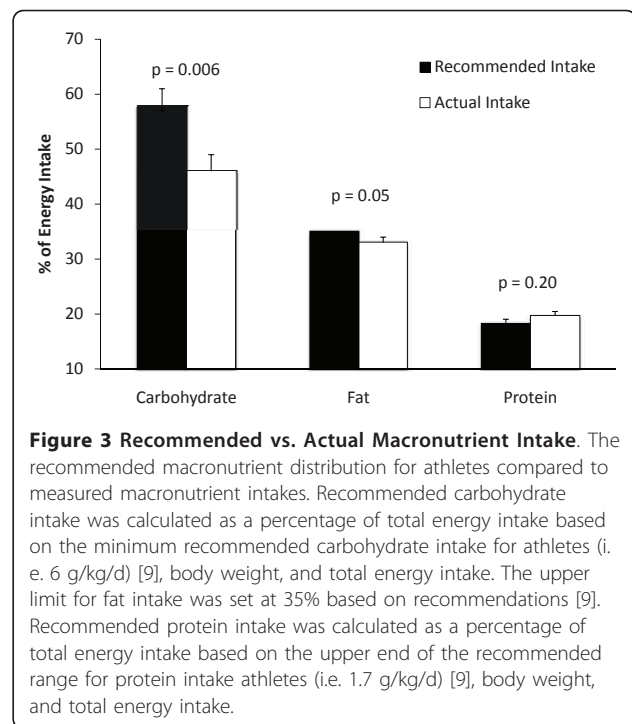 70
p = 0.006
Recommended Intake
60
Actual Intake
50
% of Energy Intake
40
p = 0.05
30
p = 0.20
20
10
Carbohydrate Fat Protein
Figure 3 Recommended vs. Actual Macronutrient Intake. The
recommended macronutrient distribution for athletes compared to
measured macronutrient intakes. Recommended carbohydrate
intake was calculated as a percentage of total energy intake based
on the minimum recommended carbohydrate intake for athletes (i.
e. 6 g/kg/d) [9], body weight, and total energy intake. The upper
limit for fat intake was set at 35% based on recommendations [9].
Recommended protein intake was calculated as a percentage of
total energy intake based on the upper end of the recommended
range for protein intake athletes (i.e. 1.7 g/kg/d) [9], body weight,
and total energy intake.